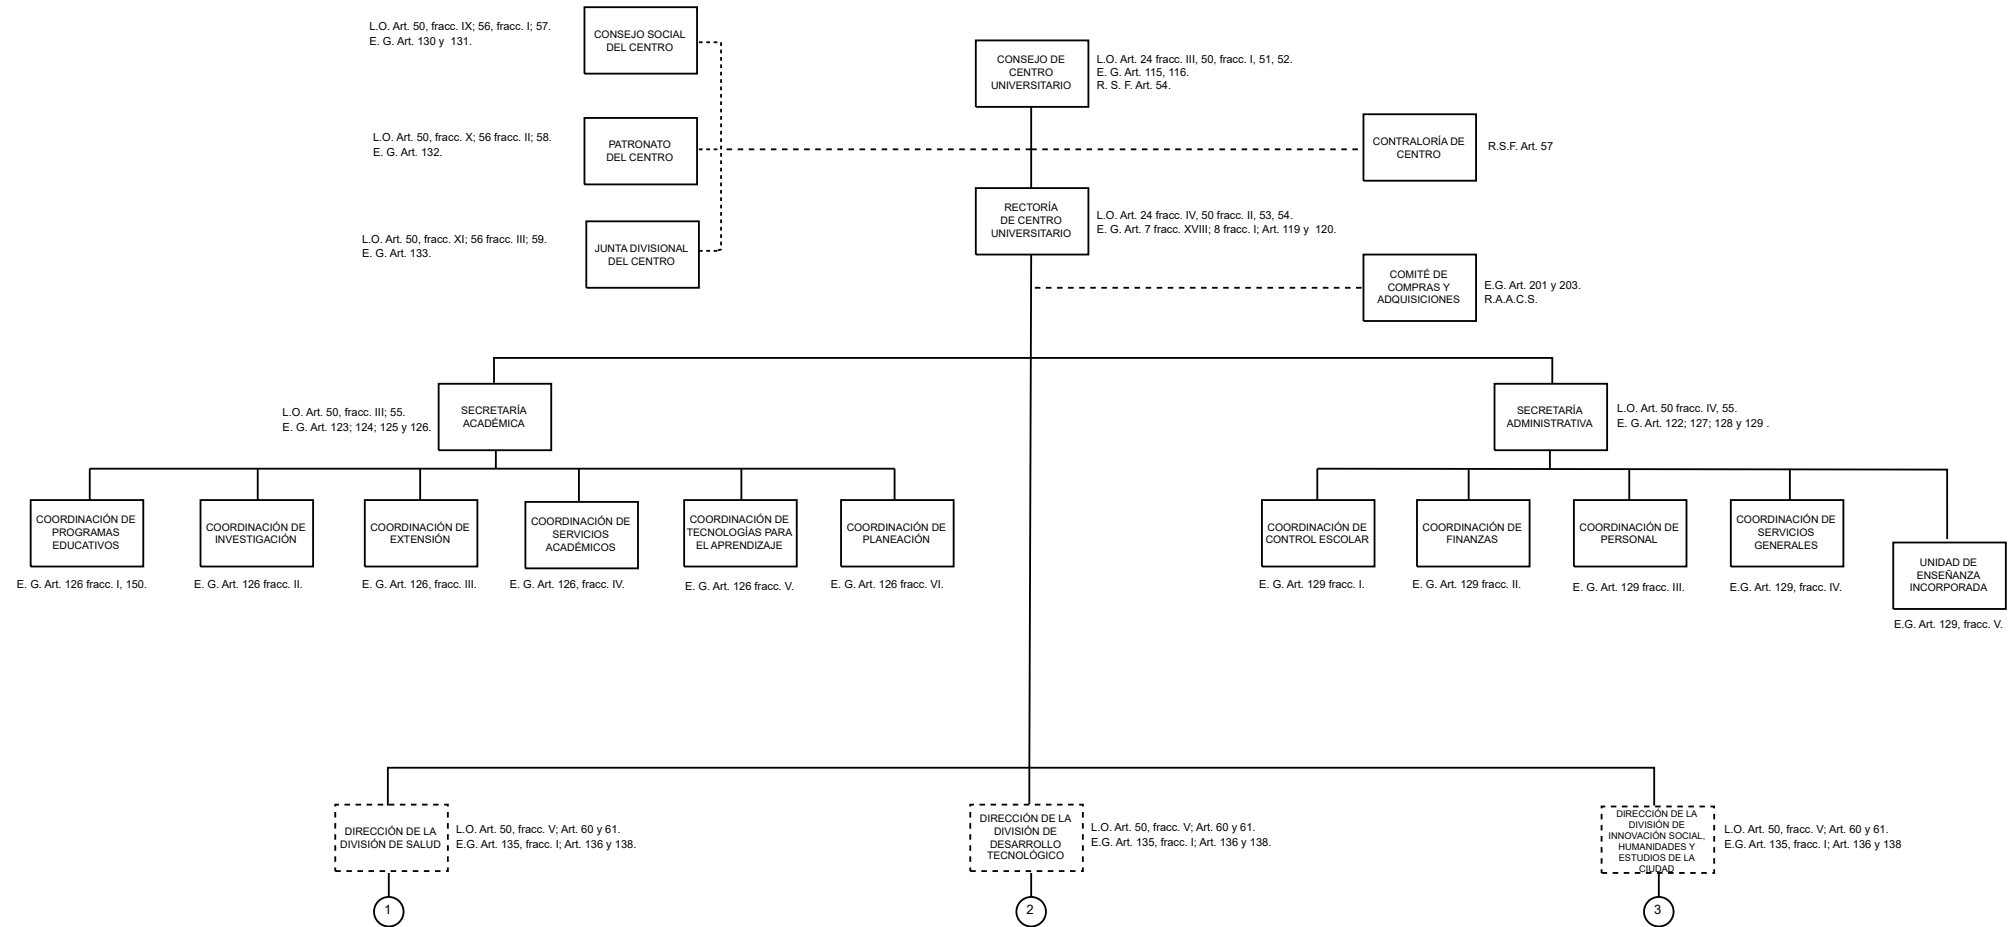 L.O. Art. 50, fracc. IX; 56, fracc. I; 57.
E. G. Art. 130 y 131.
CONSEJO SOCIAL
DEL CENTRO
CONSEJO DE
CENTRO
UNIVERSITARIO
L.O. Art. 24 fracc. III, 50, fracc. I, 51, 52.
E. G. Art. 115, 116.
R. S. F. Art. 54.
L.O. Art. 50, fracc. X; 56 fracc. II; 58.
E. G. Art. 132.
PATRONATO
DEL CENTRO
CONTRALORÍA DE
CENTRO
R.S.F. Art. 57
RECTORÍA
DE CENTRO
UNIVERSITARIO
L.O. Art. 24 fracc. IV, 50 fracc. II, 53, 54.
E. G. Art. 7 fracc. XVIII; 8 fracc. I; Art. 119 y 120.
L.O. Art. 50, fracc. XI; 56 fracc. III; 59.
E. G. Art. 133.
JUNTA DIVISIONAL
DEL CENTRO
COMITÉ DE
COMPRAS Y
ADQUISICIONES
E.G. Art. 201 y 203.
R.A.A.C.S.
L.O. Art. 50, fracc. III; 55.
E. G. Art. 123; 124; 125 y 126.
SECRETARÍA
ACADÉMICA
SECRETARÍA
ADMINISTRATIVA
L.O. Art. 50 fracc. IV, 55.
E. G. Art. 122; 127; 128 y 129 .
COORDINACIÓN DE
PROGRAMAS
EDUCATIVOS
E. G. Art. 126 fracc. I, 150.
COORDINACIÓN DE
INVESTIGACIÓN
E. G. Art. 126 fracc. II.
COORDINACIÓN DE
EXTENSIÓN
E. G. Art. 126, fracc. III.
COORDINACIÓN DE
SERVICIOS
ACADÉMICOS
E. G. Art. 126, fracc. IV.
COORDINACIÓN DE
TECNOLOGÍAS PARA
EL APRENDIZAJE
E. G. Art. 126 fracc. V.
COORDINACIÓN DE
PLANEACIÓN
E. G. Art. 126 fracc. VI.
COORDINACIÓN DE
CONTROL ESCOLAR
E. G. Art. 129 fracc. I.
COORDINACIÓN DE
FINANZAS
E. G. Art. 129 fracc. II.
COORDINACIÓN DE
PERSONAL
E. G. Art. 129 fracc. III.
COORDINACIÓN DE
SERVICIOS
GENERALES
E.G. Art. 129, fracc. IV.
UNIDAD DE
ENSEÑANZA
INCORPORADA
E.G. Art. 129, fracc. V.
DIRECCIÓN DE LA
DIVISIÓN DE SALUD
L.O. Art. 50, fracc. V; Art. 60 y 61.
E.G. Art. 135, fracc. I; Art. 136 y 138.
1
DIRECCIÓN DE LA
DIVISIÓN DE
DESARROLLO
TECNOLÓGICO
L.O. Art. 50, fracc. V; Art. 60 y 61.
E.G. Art. 135, fracc. I; Art. 136 y 138.
2
DIRECCIÓN DE LA
DIVISIÓN DE
INNOVACIÓN SOCIAL,
HUMANIDADES Y
ESTUDIOS DE LA
CIUDAD
L.O. Art. 50, fracc. V; Art. 60 y 61.
E.G. Art. 135, fracc. I; Art. 136 y 138
3